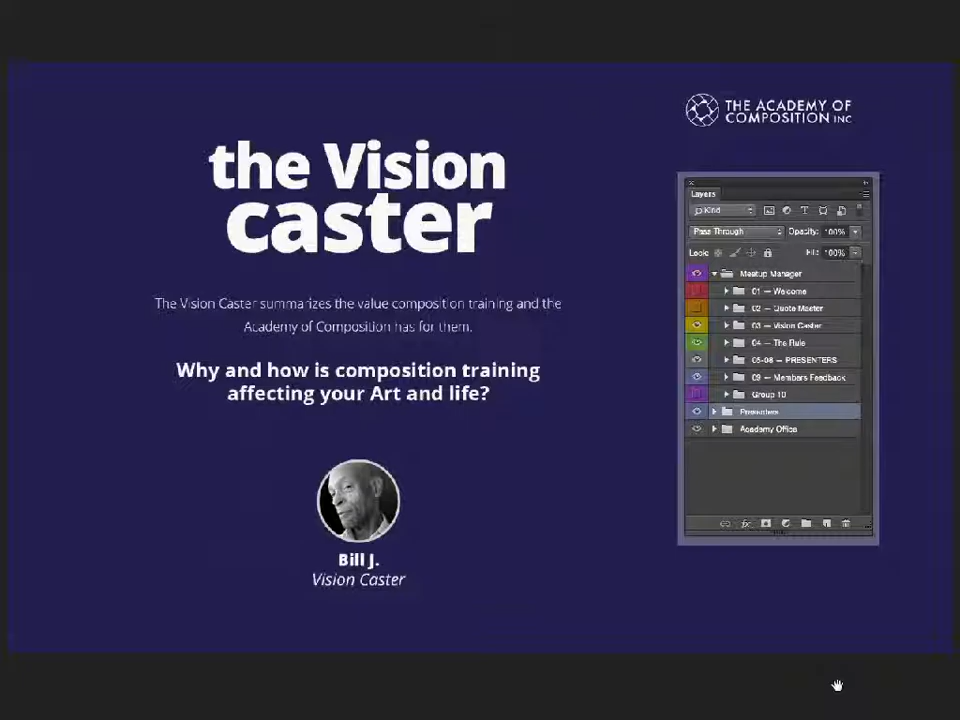 THE ACADEMY OF
COMPOSITION INC
the Vision
caster
The Vision Caster summarizes the value composition training and the
Academy of Composition has for them.
Why and how is composition training
affecting your Art and life?
Bill J.
Vision Caster
Layers
Kind
Pass Through Opacity: 100%
Lock: Fill: 100%
Meetup Manager
01 — Welcome
02 — Quote Master
03 — Vision Caster
04 — The Rule
05-08 — PRESENTERS
09 — Members Feedback
Group 10
Presenters
Academy Office